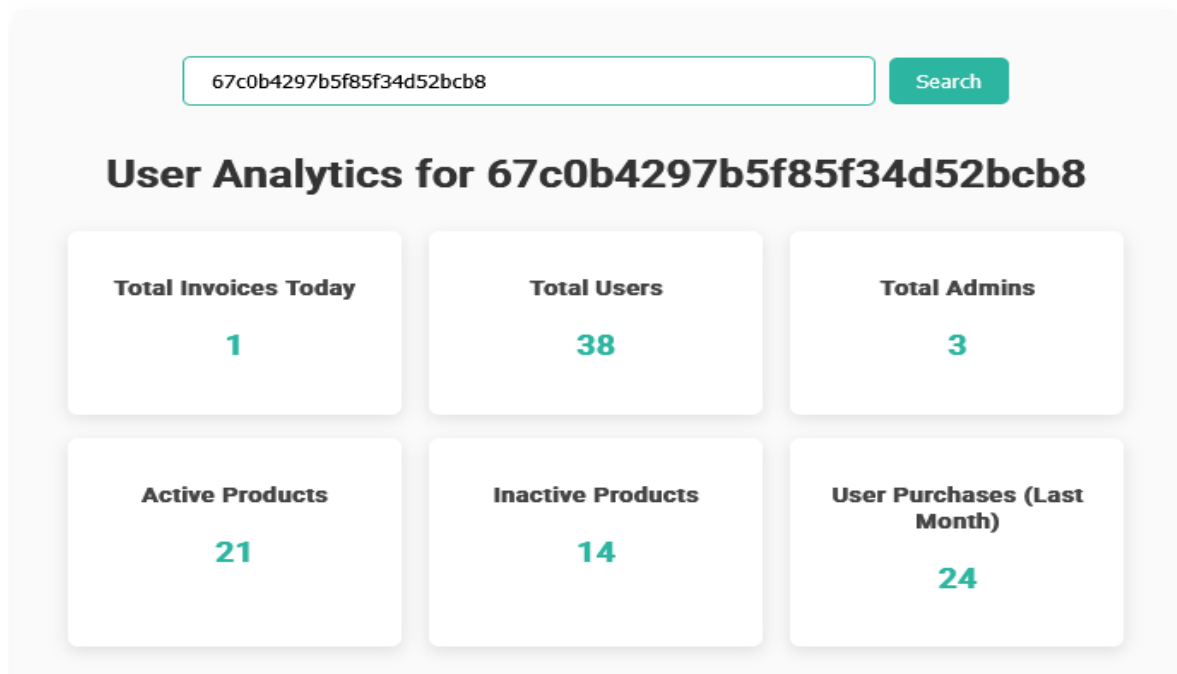 67c0b4297b5f85f34d52bcb8
Search
User Analytics for 67c0b4297b5f85f34d52bcb8
Total Invoices Today
1
Total Users
38
Total Admins
3
Active Products
21
Inactive Products
14
User Purchases (Last
Month)
24